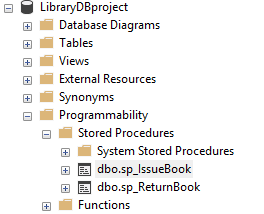 LibraryDBproject
Database Diagrams
Tables
Views
External Resources
Synonyms
Programmability
Stored Procedures
System Stored Procedures
dbo.sp_IssueBook
dbo.sp_ReturnBook
Functions